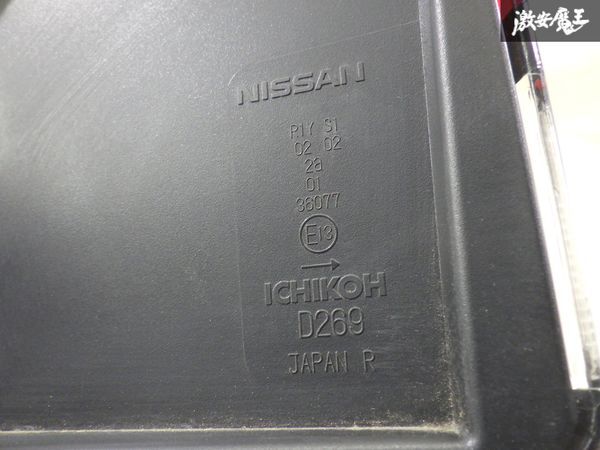 激安魔王
NISSAN
R1Y S1
02 02
28
01
36077
E13
→
ICHIKOH
D269
JAPAN R